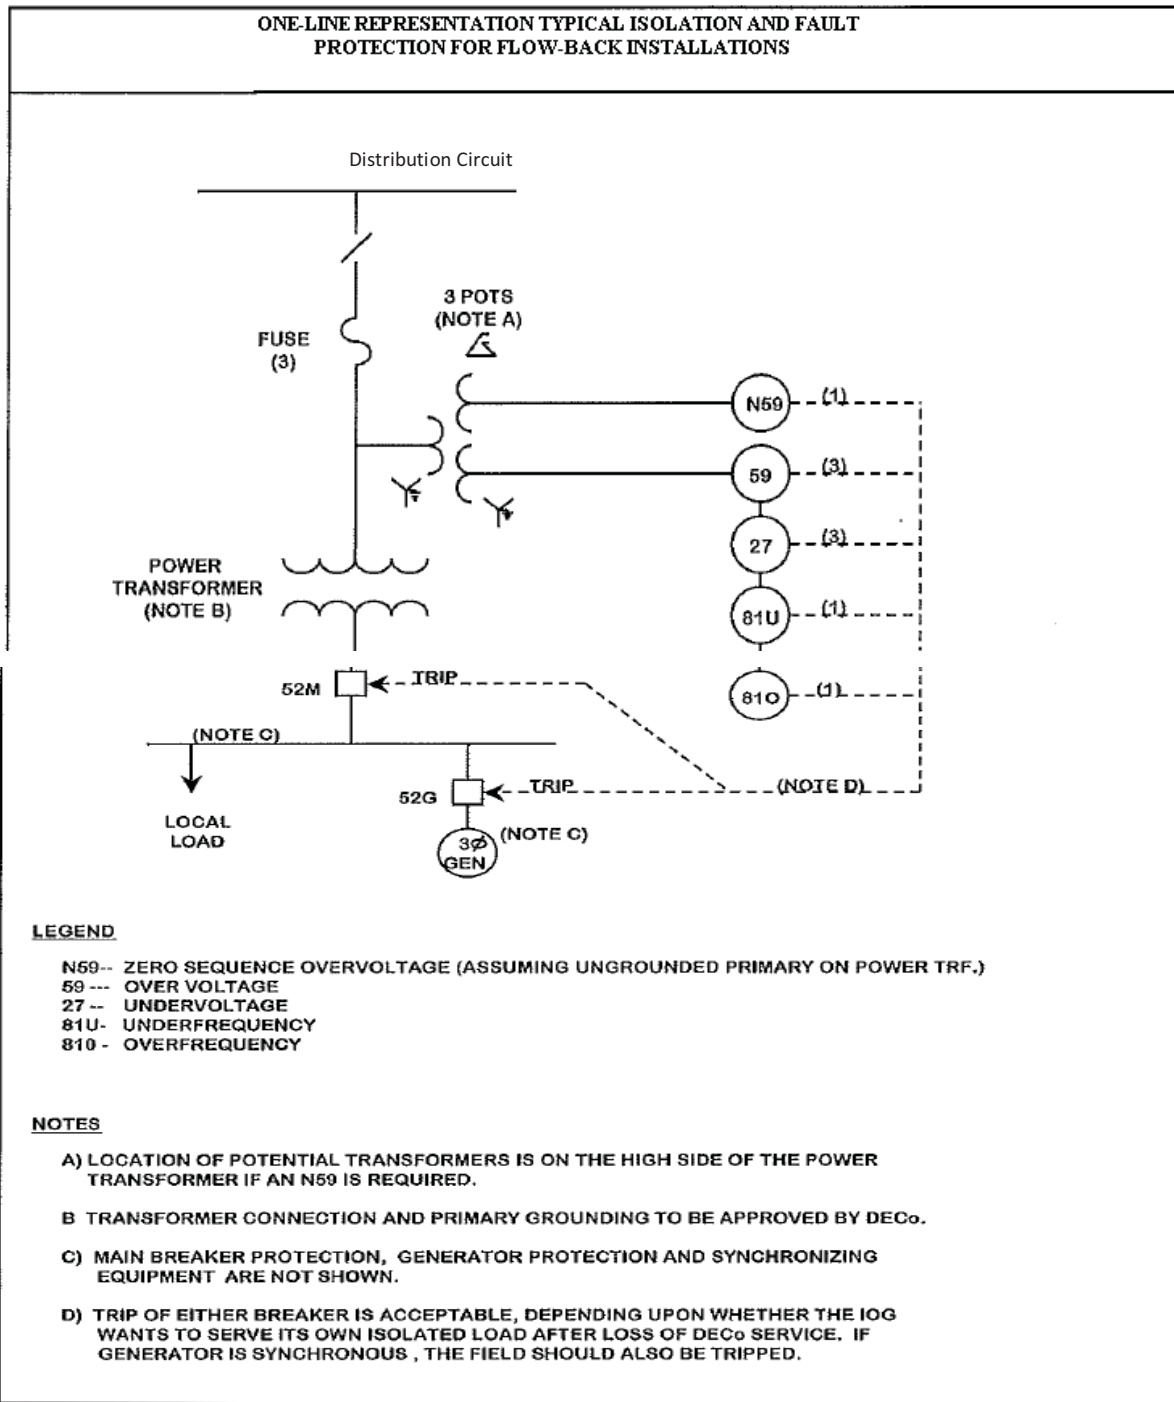 ONE-LINE REPRESENTATION TYPICAL ISOLATION AND FAULT
PROTECTION FOR FLOW-BACK INSTALLATIONS
Distribution Circuit
3 POTS
(NOTE A)
FUSE
(3)
N59
(1)
59
(3)
27
(3)
POWER
TRANSFORMER
(NOTE B)
81U
(1)
52M
TRIP
81O
(1)
(NOTE C)
52G
TRIP
(NOTE D)
LOCAL
LOAD
3Ø
GEN
(NOTE C)
LEGEND
N59-- ZERO SEQUENCE OVERVOLTAGE (ASSUMING UNGROUNDED PRIMARY ON POWER TRF.)
59 --- OVER VOLTAGE
27 -- UNDERVOLTAGE
81U- UNDERFREQUENCY
810 - OVERFREQUENCY
NOTES
A) LOCATION OF POTENTIAL TRANSFORMERS IS ON THE HIGH SIDE OF THE POWER
TRANSFORMER IF AN N59 IS REQUIRED.
B TRANSFORMER CONNECTION AND PRIMARY GROUNDING TO BE APPROVED BY DECo.
C) MAIN BREAKER PROTECTION, GENERATOR PROTECTION AND SYNCHRONIZING
EQUIPMENT ARE NOT SHOWN.
D) TRIP OF EITHER BREAKER IS ACCEPTABLE, DEPENDING UPON WHETHER THE IOG
WANTS TO SERVE ITS OWN ISOLATED LOAD AFTER LOSS OF DECo SERVICE. IF
GENERATOR IS SYNCHRONOUS , THE FIELD SHOULD ALSO BE TRIPPED.